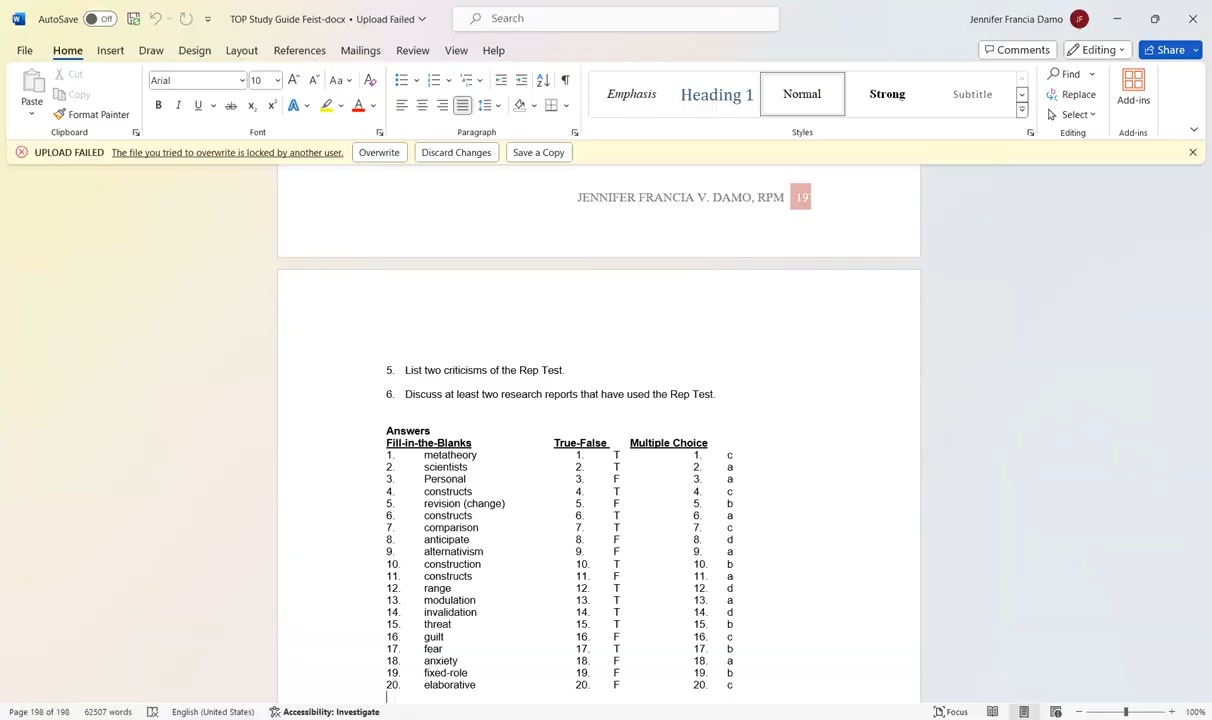 AutoSave Off TOP Study Guide Feist-docx • Upload Failed Search Jennifer Francia Damo JF
File Home Insert Draw Design Layout References Mailings Review View Help Comments Editing Share
Paste Cut Copy Format Painter Clipboard
Arial 10 Font
Paragraph
Emphasis Heading 1 Normal Strong Subtitle Styles
Find Replace Select Editing
Add-ins Add-ins
UPLOAD FAILED The file you tried to overwrite is locked by another user. Overwrite Discard Changes Save a Copy
JENNIFER FRANCIA V. DAMO, RPM 197
5. List two criticisms of the Rep Test.
6. Discuss at least two research reports that have used the Rep Test.
Answers
Fill-in-the-Blanks True-False Multiple Choice
1. metatheory 1. T 1. c
2. scientists 2. T 2. a
3. Personal 3. F 3. a
4. constructs 4. T 4. c
5. revision (change) 5. F 5. b
6. constructs 6. T 6. a
7. comparison 7. T 7. c
8. anticipate 8. F 8. d
9. alternativism 9. F 9. a
10. construction 10. T 10. b
11. constructs 11. F 11. a
12. range 12. T 12. d
13. modulation 13. T 13. a
14. invalidation 14. T 14. d
15. threat 15. T 15. b
16. guilt 16. F 16. c
17. fear 17. T 17. b
18. anxiety 18. F 18. a
19. fixed-role 19. F 19. b
20. elaborative 20. F 20. c
Page 198 of 198 62507 words English (United States) Accessibility: Investigate Focus 100%